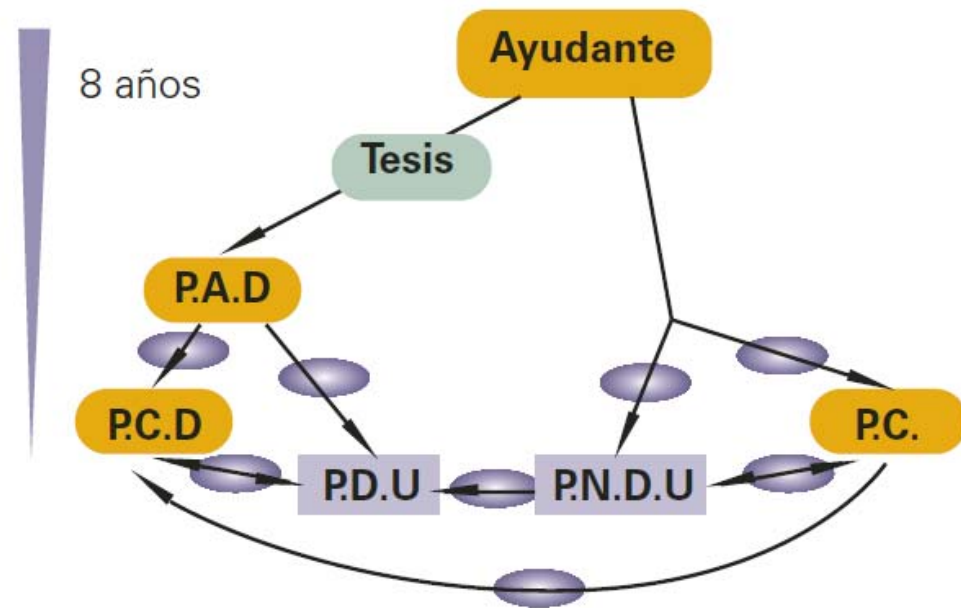 8 años
Ayudante
Tesis
P.A.D
P.C.D
P.D.U
P.N.D.U
P.C.